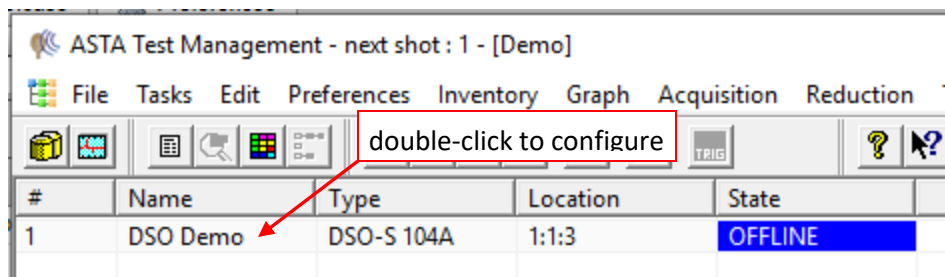 ASTA Test Management - next shot : 1 - [Demo]
File Tasks Edit Preferences Inventory Graph Acquisition Reduction
double-click to configure
TRIG
# Name Type Location State
1 DSO Demo DSO-S 104A 1:1:3 OFFLINE